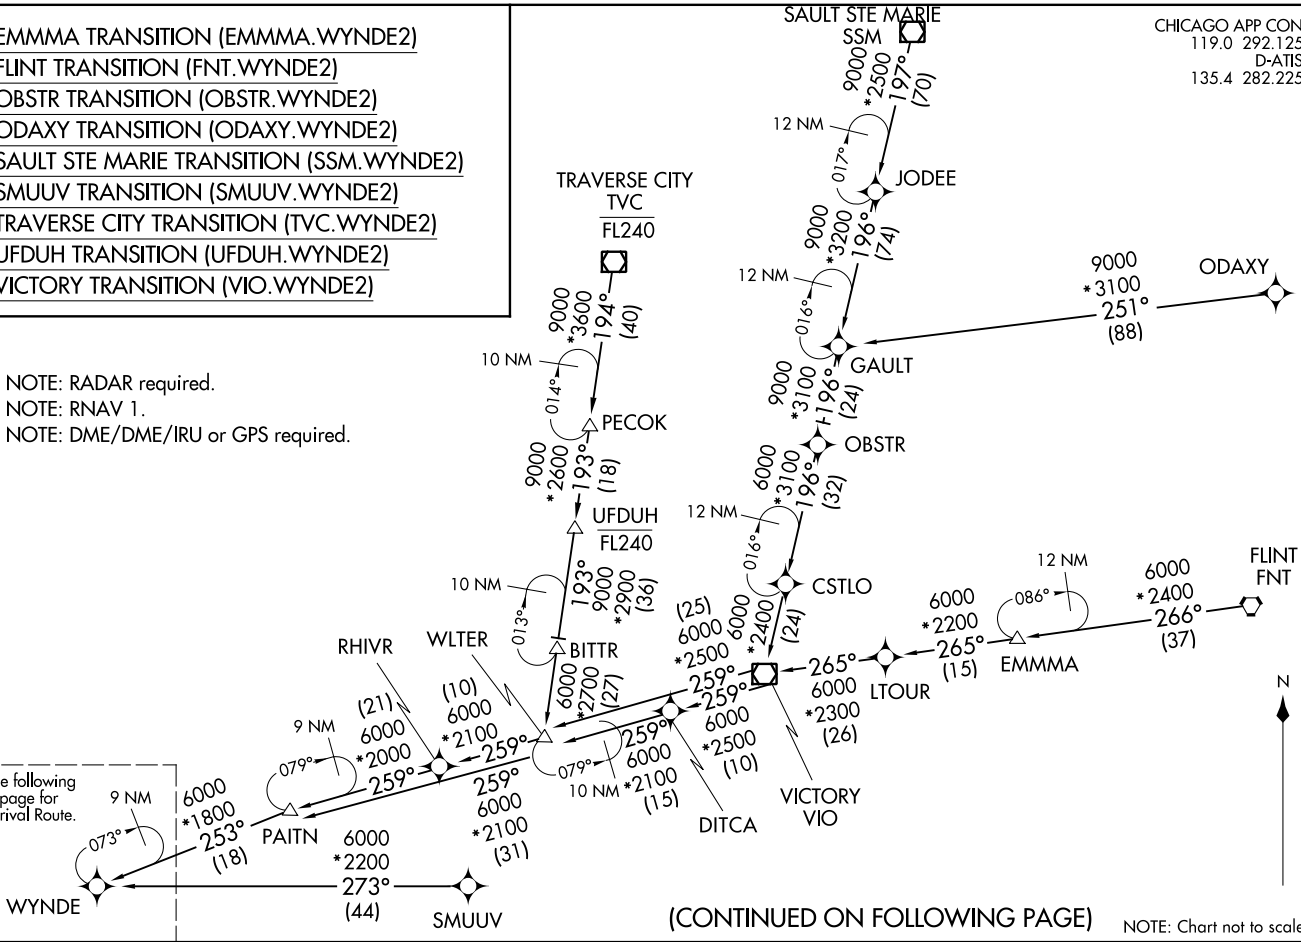 EMMMA TRANSITION (EMMMA.WYNDE2)
FLINT TRANSITION (FNT.WYNDE2)
OBSTR TRANSITION (OBSTR.WYNDE2)
ODAXY TRANSITION (ODAXY.WYNDE2)
SAULT STE MARIE TRANSITION (SSM.WYNDE2)
SMUUV TRANSITION (SMUUV.WYNDE2)
TRAVERSE CITY TRANSITION (TVC.WYNDE2)
UFDUH TRANSITION (UFDUH.WYNDE2)
VICTORY TRANSITION (VIO.WYNDE2)
SAULT STE MARIE
SSM
CHICAGO APP CON
119.0 292.125
D-ATIS
135.4 282.225
9000
*2500
197°
(70)
12 NM
017°
JODEE
TRAVERSE CITY
TVC
FL240
9000
*3200
196°
(74)
12 NM
016°
9000
*3100
251°
(88)
ODAXY
GAULT
9000
*3600
194°
(40)
10 NM
014°
PECOK
NOTE: RADAR required.
NOTE: RNAV 1.
NOTE: DME/DME/IRU or GPS required.
9000
*3100
196°
(24)
OBSTR
9000
*2600
193°
(18)
UFDUH
FL240
6000
*3100
196°
(32)
12 NM
016°
CSTLO
10 NM
013°
193°
9000
*2900
(36)
BITTR
6000
*2400
(24)
12 NM
086°
6000
*2400
266°
(37)
FLINT
FNT
6000
*2200
265°
(15)
EMMMA
LTOUR
265°
6000
*2300
(26)
VICTORY
VIO
(25)
6000
*2500
259°
259°
6000
*2500
(10)
DITCA
259°
6000
*2100
(15)
6000
*2700
(27)
WLTER
RHIVR
079°
10 NM
(10)
6000
*2100
259°
(21)
6000
*2000
259°
259°
6000
*2100
(31)
9 NM
079°
PAITN
e following
page for
rival Route.
9 NM
073°
6000
*1800
253°
(18)
WYNDE
6000
*2200
273°
(44)
SMUUV
N
(CONTINUED ON FOLLOWING PAGE)
NOTE: Chart not to scale